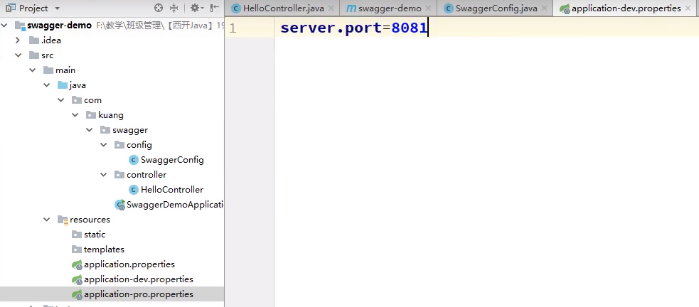 Project
HelloController.java
swagger-demo
SwaggerConfig.java
application-dev.properties
swagger-demo F:\教学\班级管理\【西开Java】19
.idea
src
main
java
com
kuang
swagger
config
SwaggerConfig
controller
HelloController
SwaggerDemoApplicatio
resources
static
templates
application.properties
application-dev.properties
application-pro.properties
1 server.port=8081